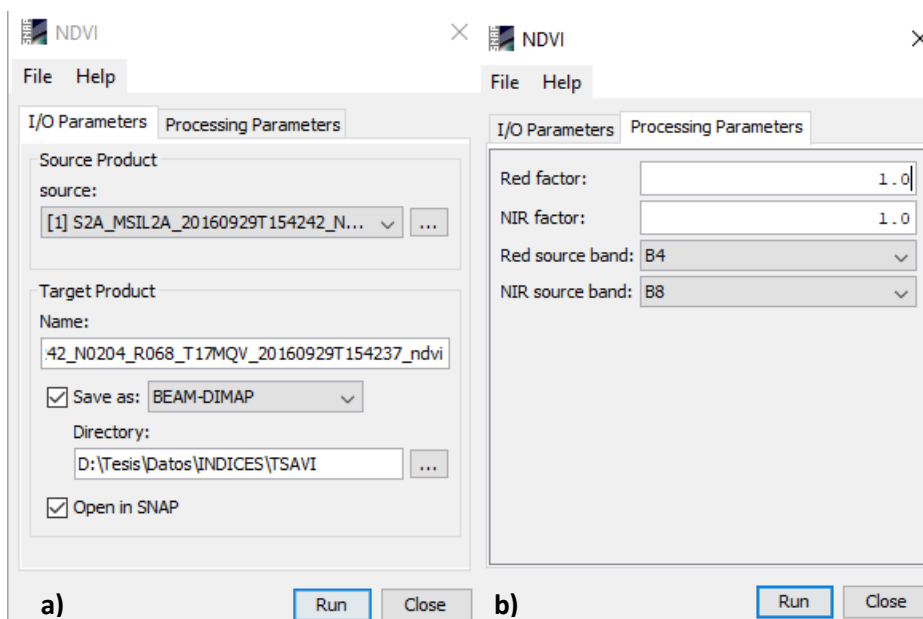 NDVI
File Help
I/O Parameters Processing Parameters
Source Product
source:
[1] S2A_MSIL2A_20160929T154242_N... ...
Target Product
Name:
42_N0204_R068_T17MQV_20160929T154237_ndvi
Save as: BEAM-DIMAP
Directory:
D:\Tesis\Datos\INDICES\TSAVI ...
Open in SNAP
a) Run Close
NDVI
File Help
I/O Parameters Processing Parameters
Red factor: 1.0
NIR factor: 1.0
Red source band: B4
NIR source band: B8
b) Run Close